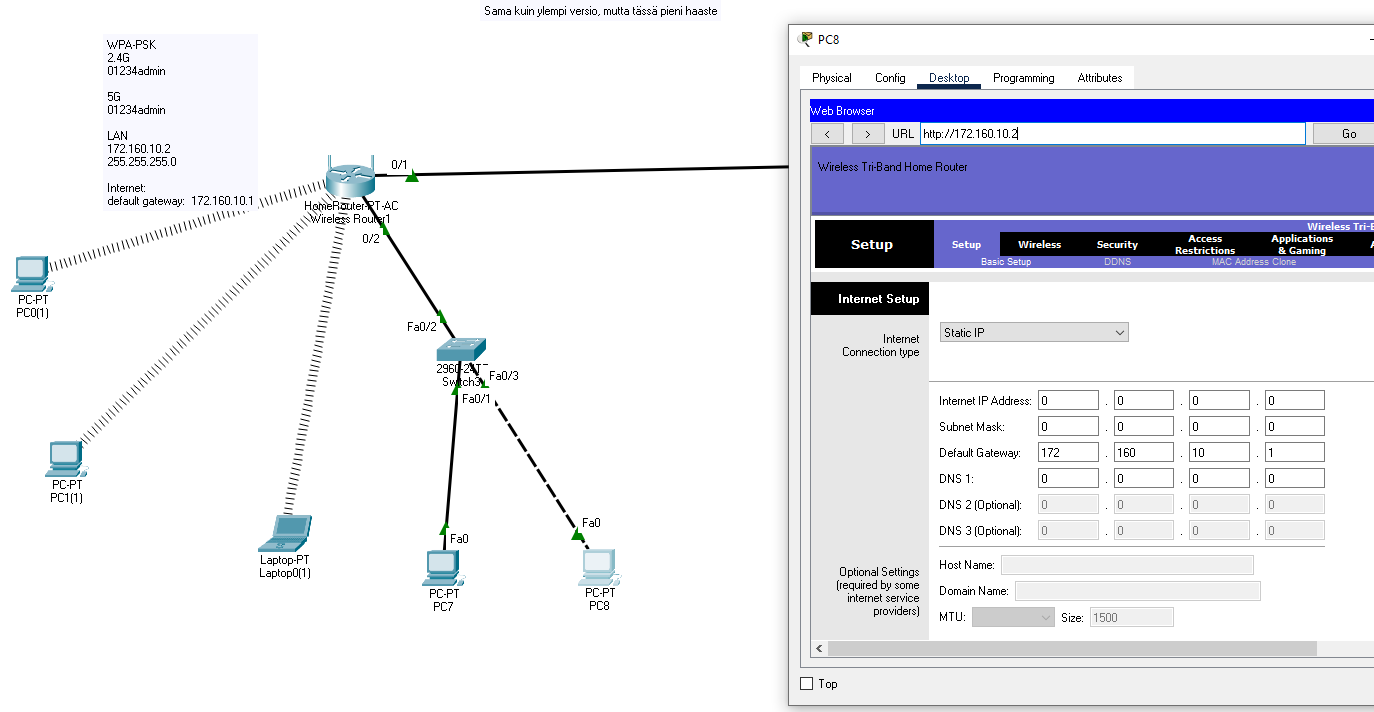 Sama kuin ylempi versio, mutta tässä pieni haaste
WPA-PSK
2.4G
01234admin
5G
01234admin
LAN
172.160.10.2
255.255.255.0
Internet:
default gateway: 172.160.10.1
0/1
HomeRouter-PT-AC
Wireless Router1
0/2
PC-PT
PC0(1)
Fa0/2
2960-24TT
Switch3
Fa0/3
Fa0/1
PC-PT
PC1(1)
Laptop-PT
Laptop0(1)
Fa0
PC-PT
PC7
Fa0
PC-PT
PC8
PC8
Physical Config Desktop Programming Attributes
Web Browser
< > URL http://172.160.10.2 Go
Wireless Tri-Band Home Router
Wireless Tri-B
Setup
Setup Wireless Security Access Restrictions Applications & Gaming A
Basic Setup DDNS MAC Address Clone
Internet Setup
Internet Connection type
Static IP
Internet IP Address: 0 . 0 . 0 . 0
Subnet Mask: 0 . 0 . 0 . 0
Default Gateway: 172 . 160 . 10 . 1
DNS 1: 0 . 0 . 0 . 0
DNS 2 (Optional): 0 . 0 . 0 . 0
DNS 3 (Optional): 0 . 0 . 0 . 0
Optional Settings
(required by some
internet service
providers)
Host Name:
Domain Name:
MTU: Size: 1500
<
Top